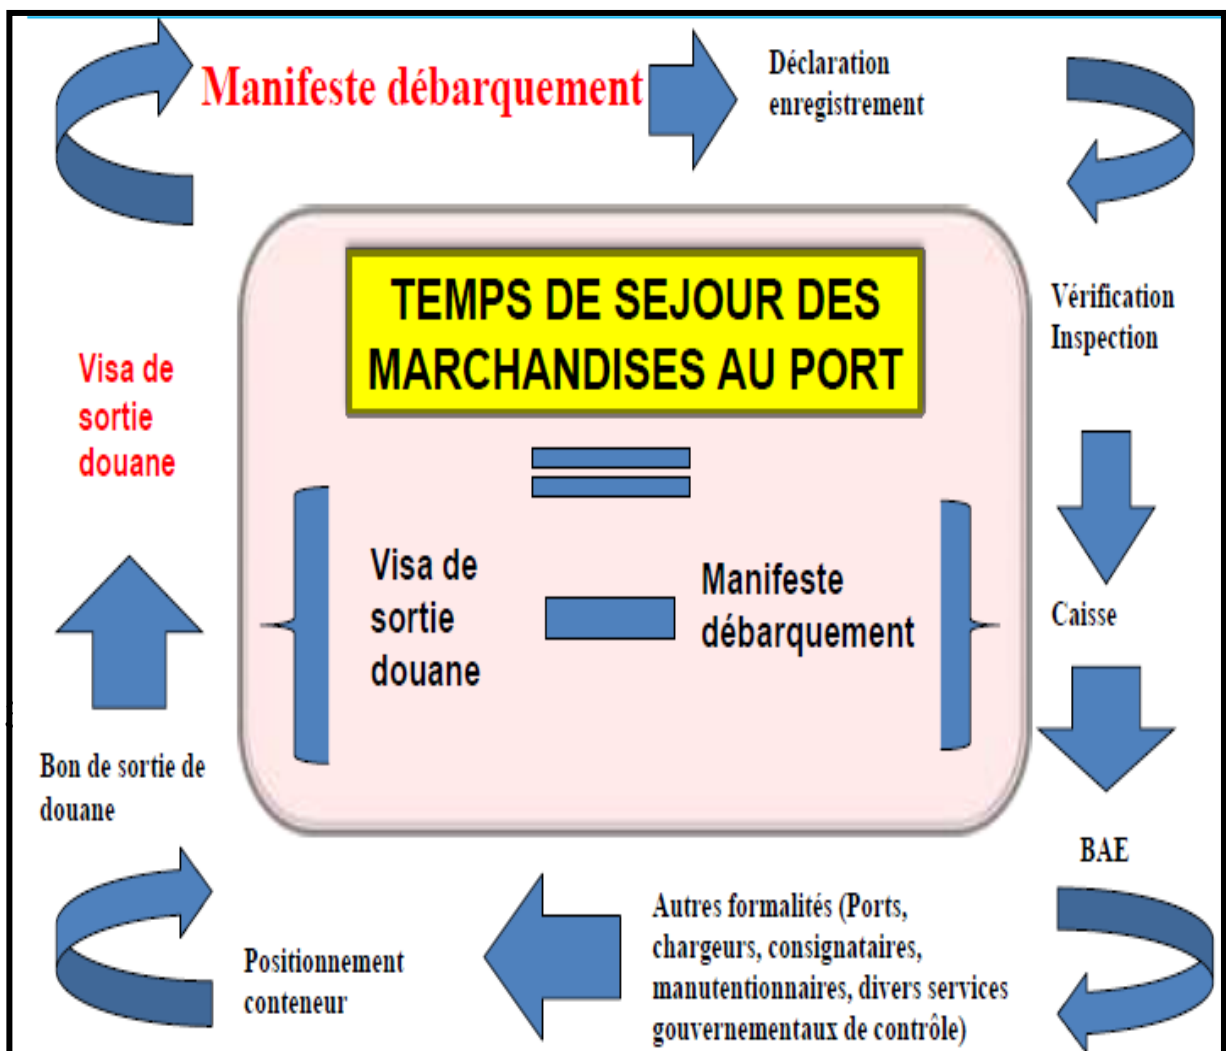 Manifeste débarquement
Déclaration
enregistrement
Vérification
Inspection
Caisse
BAE
Autres formalités (Ports,
chargeurs, consignataires,
manutentionnaires, divers services
gouvernementaux de contrôle)
Positionnement
conteneur
Bon de sortie de
douane
Visa de
sortie
douane
TEMPS DE SEJOUR DES
MARCHANDISES AU PORT
Visa de
sortie
douane
Manifeste
débarquement